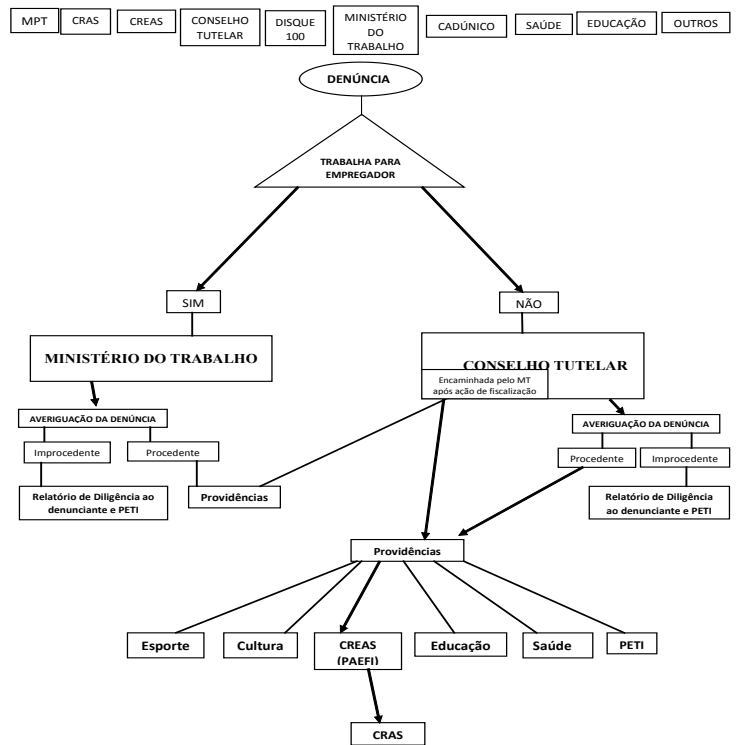 MPT
CRAS
CREAS
CONSELHO
TUTELAR
DISQUE
100
MINISTÉRIO
DO
TRABALHO
CADÚNICO
SAÚDE
EDUCAÇÃO
OUTROS
DENÚNCIA
TRABALHA PARA
EMPREGADOR
SIM
NÃO
MINISTÉRIO DO TRABALHO
CONSELHO TUTELAR
Encaminhada pelo MT
após ação de fiscalização
AVERIGUAÇÃO DA DENÚNCIA
Improcedente
Procedente
Relatório de Diligência ao
denunciante e PETI
Providências
AVERIGUAÇÃO DA DENÚNCIA
Procedente
Improcedente
Relatório de Diligência
ao denunciante e PETI
Providências
Esporte
Cultura
CREAS
(PAEFI)
Educação
Saúde
PETI
CRAS